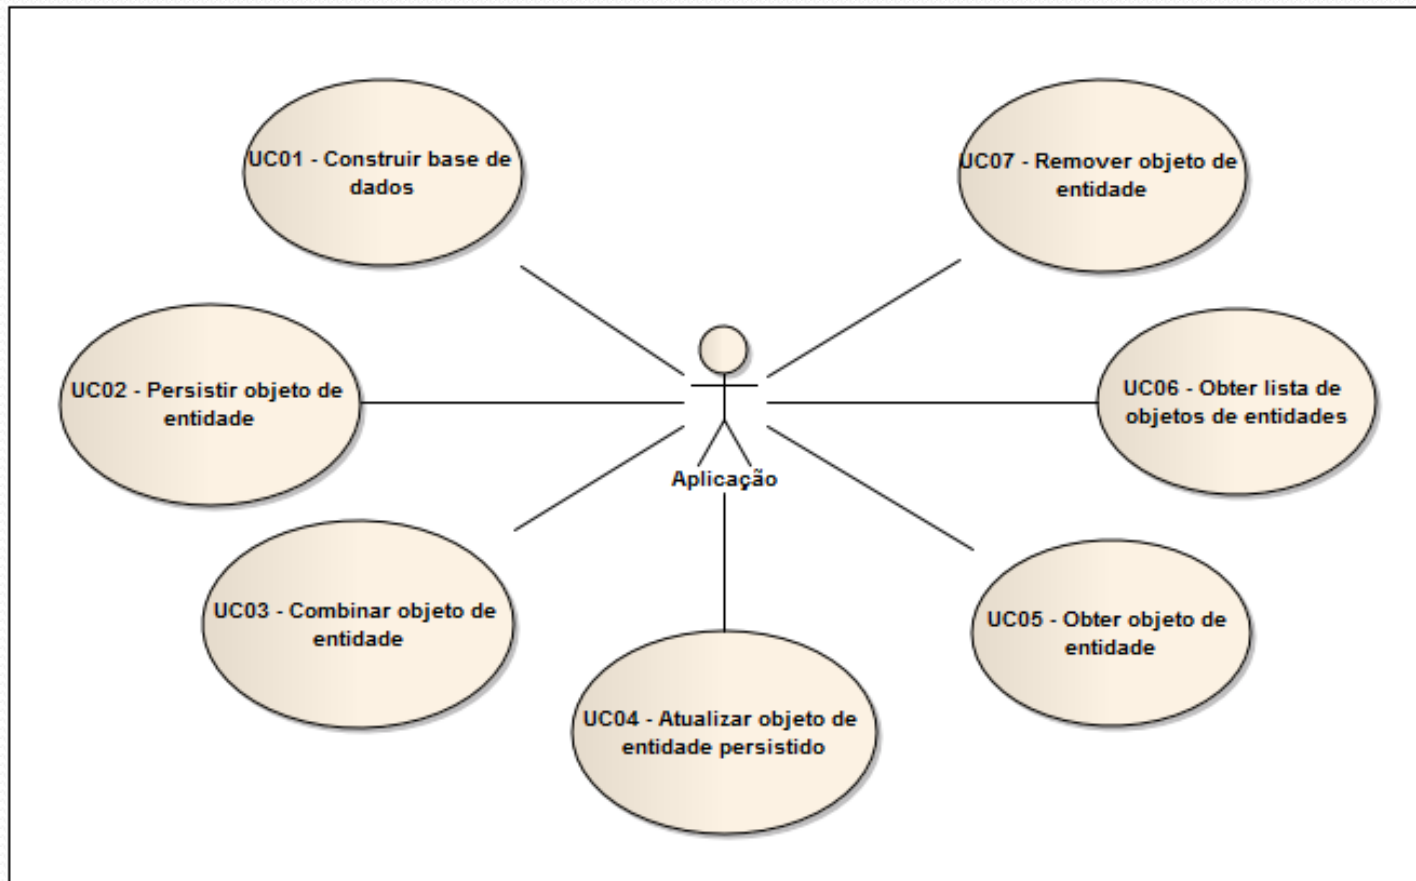 UC01 - Construir base de
dados
UC07 - Remover objeto de
entidade
UC02 - Persistir objeto de
entidade
UC06 - Obter lista de
objetos de entidades
Aplicação
UC03 - Combinar objeto de
entidade
UC05 - Obter objeto de
entidade
UC04 - Atualizar objeto de
entidade persistido